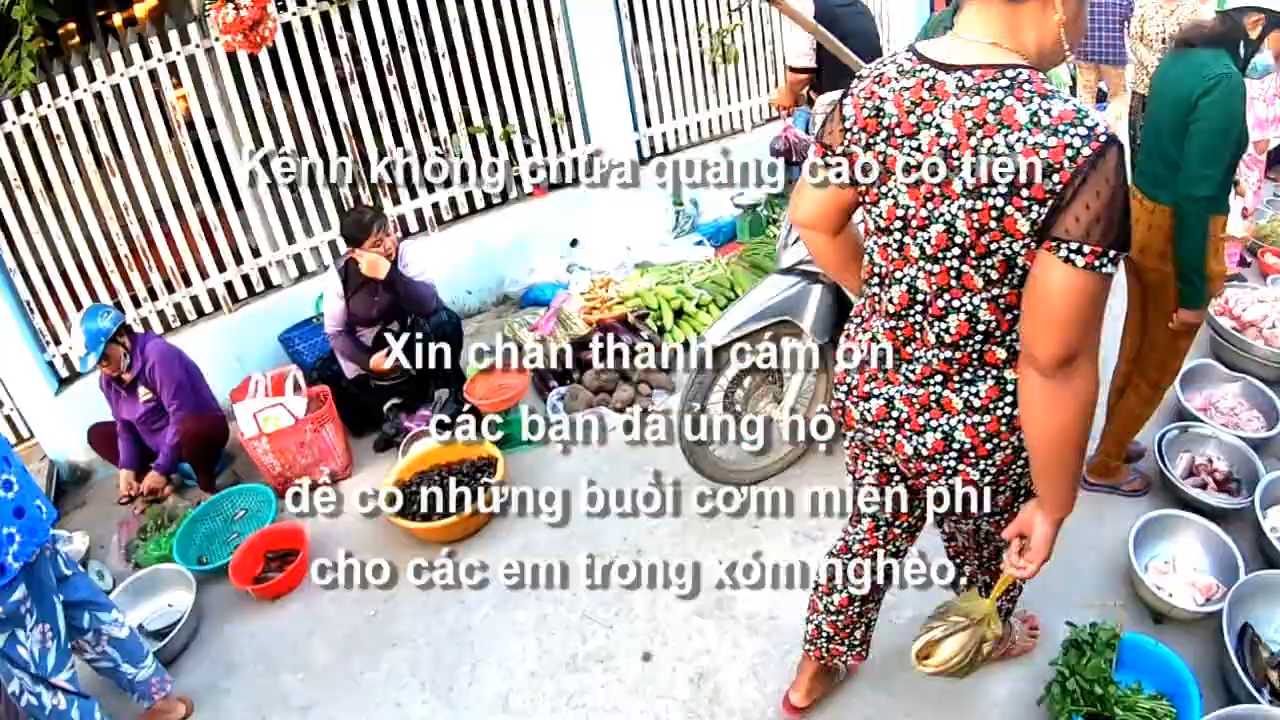 Kênh không chứa quảng cáo có tiền
Xin chân thành cám ơn
các bạn đã ủng hộ
để có những buổi cơm miễn phí
cho các em trong xóm nghèo.